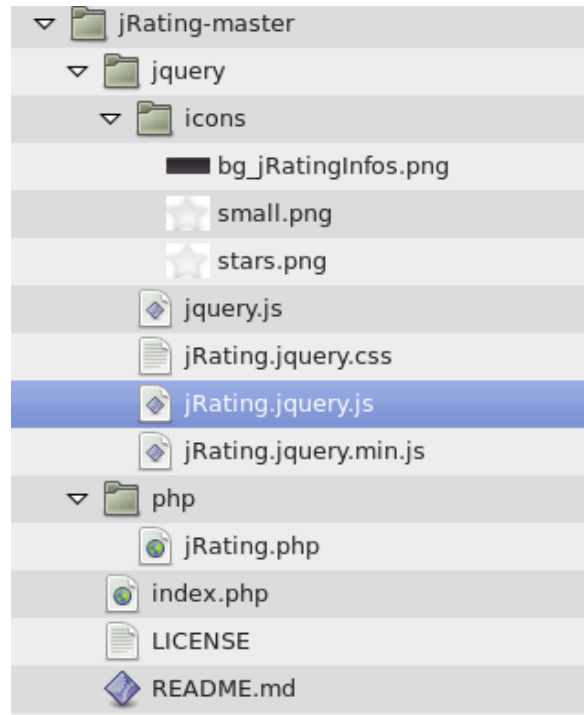 jRating-master
jquery
icons
bg_jRatingInfos.png
small.png
stars.png
jquery.js
jRating.jquery.css
jRating.jquery.js
jRating.jquery.min.js
php
jRating.php
index.php
LICENSE
README.md